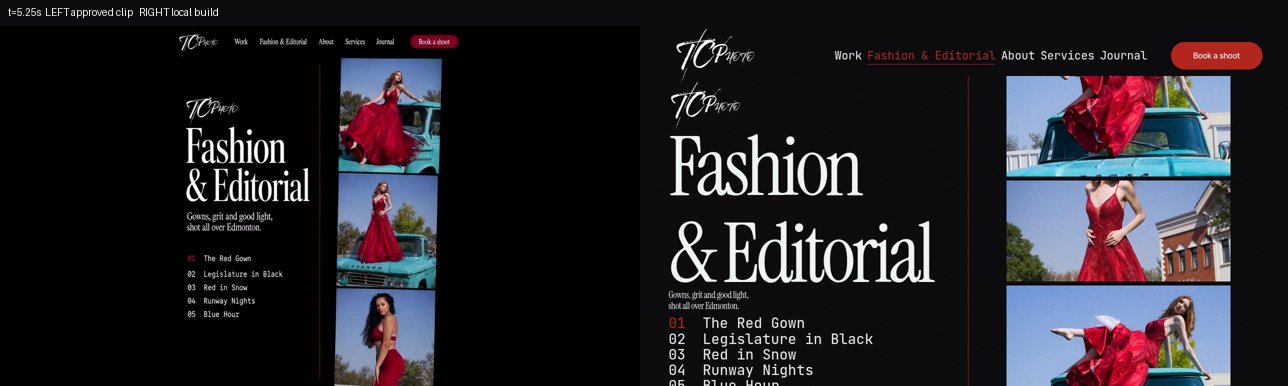 t=5.25s LEFT approved clip RIGHT local build
TCPhoto
Work Fashion & Editorial About Services Journal Book a shoot
TCPhoto
Fashion
& Editorial
Gowns, grit and good light,
shot all over Edmonton.
01 The Red Gown
02 Legislature in Black
03 Red in Snow
04 Runway Nights
05 Blue Hour
TCPhoto
Work Fashion & Editorial About Services Journal Book a shoot
TCPhoto
Fashion
& Editorial
Gowns, grit and good light,
shot all over Edmonton.
01 The Red Gown
02 Legislature in Black
03 Red in Snow
04 Runway Nights
05 Blue Hour